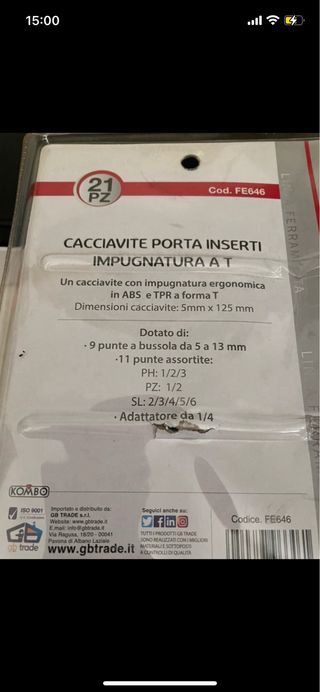 15:00
21
PZ
Cod. FE646
CACCIAVITE PORTA INSERTI
IMPUGNATURA A T
Un cacciavite con impugnatura ergonomica
in ABS e TPR a forma T
Dimensioni cacciavite: 5mm x 125 mm
Dotato di:
· 9 punte a bussola da 5 a 13 mm
·11 punte assortite:
PH: 1/2/3
PZ: 1/2
SL: 2/3/4/5/6
· Adattatore da 1/4
KOMBO
ISO 9001
gb trade
Importato e distribuito da:
GB TRADE s.r.l.
Website: www.gbtrade.it
E.mail: info@gbtrade.it
Via Ragusa, 18/20 - 00041
Pavona di Albano Laziale
www.gbtrade.it
Seguici anche su:
TUTTI I PRODOTTI GB TRADE
SONO REALIZZATI CON I MIGLIORI
MATERIALI E SOTTOPOSTI
A CONTROLLI DI QUALITÀ
Codice. FE646
FERRAMENTA